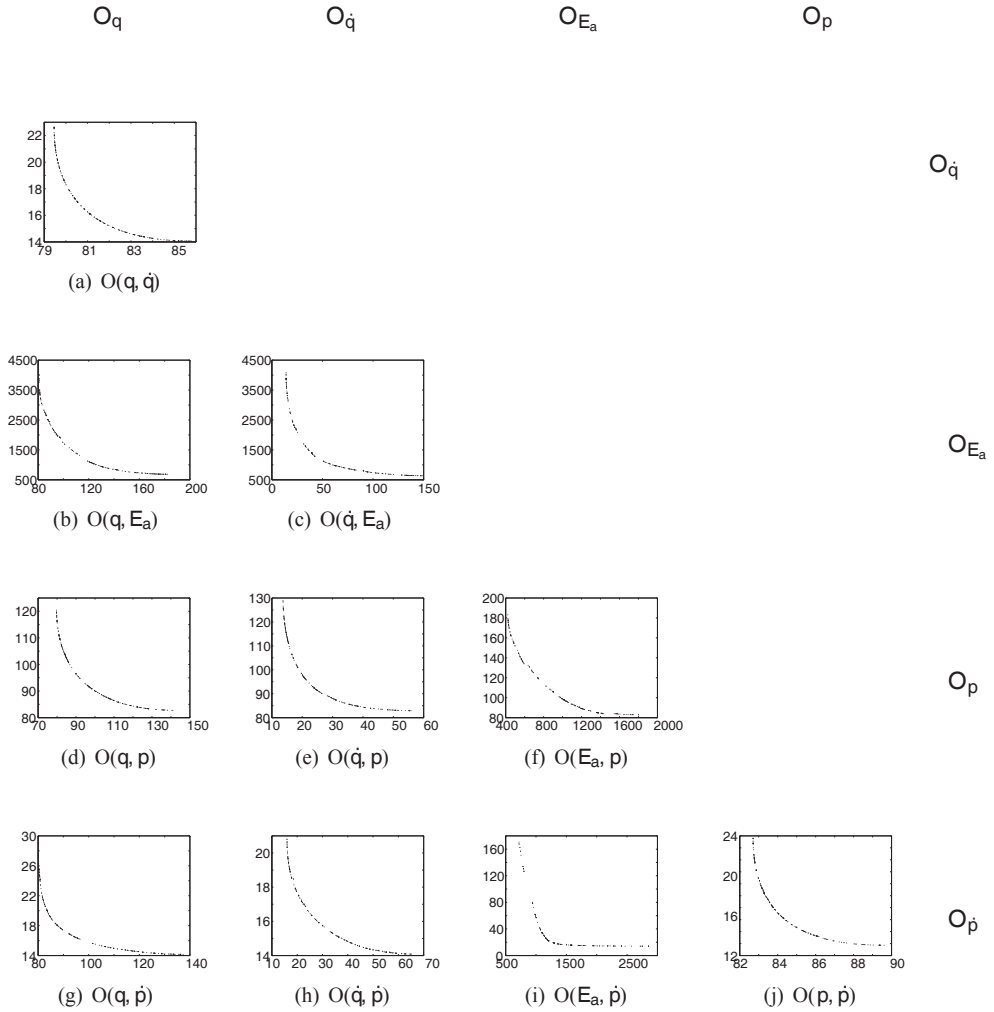 O_q O_q̇ O_{E_a} O_p
22
20
18
16
14
79 81 83 85
O_q̇
(a) O(q, q̇)
4500 4500
3500 3500
2500 2500
1500 1500
500 500
80 120 160 200 0 50 100 150
O_{E_a}
(b) O(q, E_a) (c) O(q̇, E_a)
120 130 200
110 120 180
100 110 160
90 100 140
80 90 120
80 100
80
70 90 110 130 150 10 20 30 40 50 60 400 800 1200 1600 2000
O_p
(d) O(q, p) (e) O(q̇, p) (f) O(E_a, p)
30 20 160 24
26 18 120 20
22 16 80 16
18 14 40 12
14 0
80 100 120 140 10 20 30 40 50 60 70 500 1500 2500 82 84 86 88 90
O_ṗ
(g) O(q, ṗ) (h) O(q̇, ṗ) (i) O(E_a, ṗ) (j) O(p, ṗ)